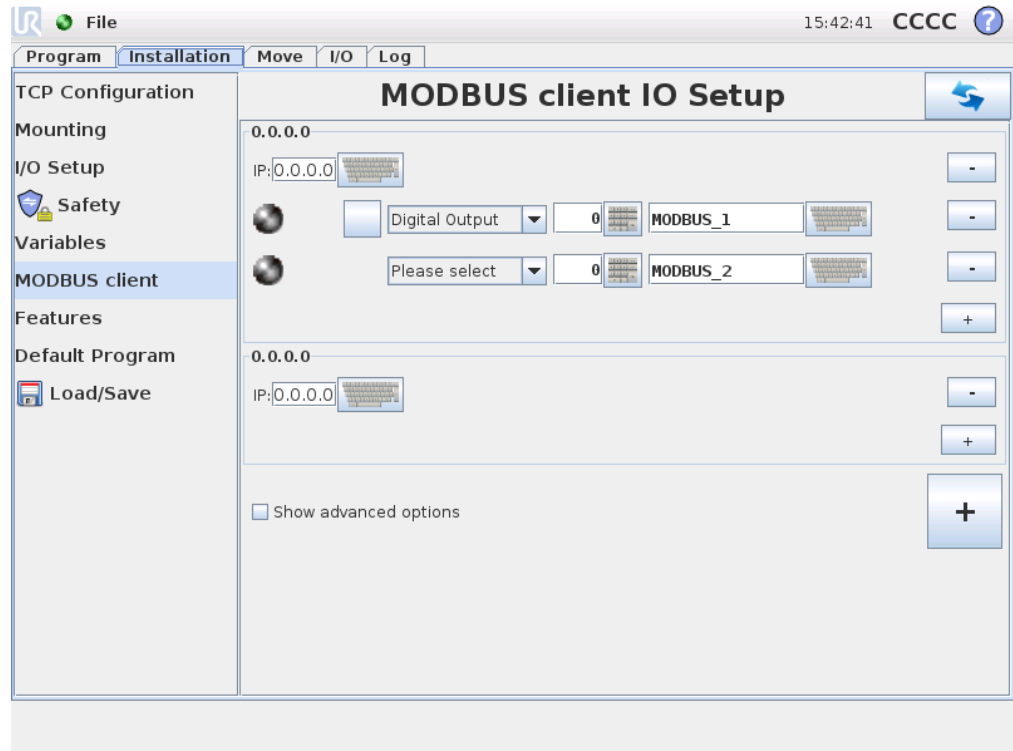 UR File 15:42:41 CCCC ?
Program Installation Move I/O Log
TCP Configuration
Mounting
I/O Setup
Safety
Variables
MODBUS client
Features
Default Program
Load/Save
MODBUS client IO Setup
0.0.0.0
IP: 0.0.0.0 -
Digital Output 0 MODBUS_1 -
Please select 0 MODBUS_2 -
+
0.0.0.0
IP: 0.0.0.0 -
+
Show advanced options +